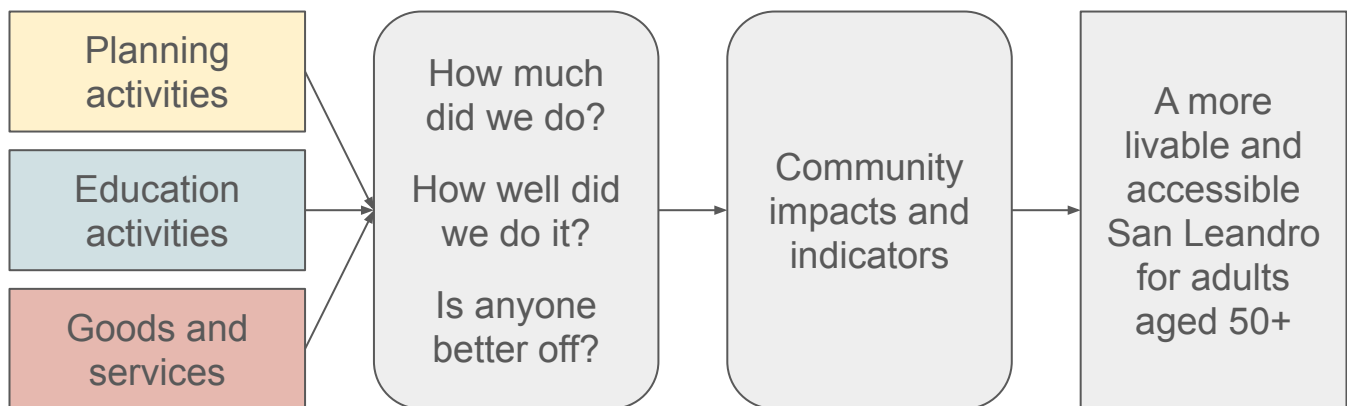 Planning
activities
Education
activities
Goods and
services
How much
did we do?
How well did
we do it?
Is anyone
better off?
Community
impacts and
indicators
A more
livable and
accessible
San Leandro
for adults
aged 50+